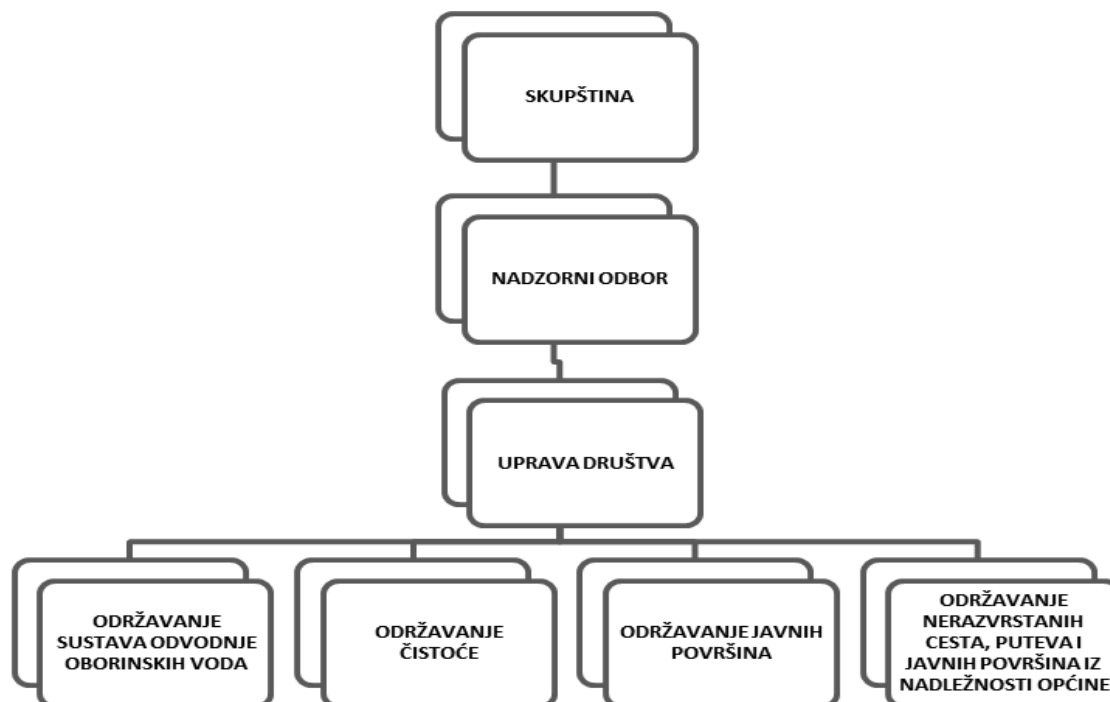 SKUPŠTINA
NADZORNI ODBOR
UPRAVA DRUŠTVA
ODRŽAVANJE
SUSTAVA ODVODNJE
OBORINSKIH VODA
ODRŽAVANJE
ČISTOĆE
ODRŽAVANJE JAVNIH
POVRŠINA
ODRŽAVANJE
NERAZVRSTANIH
CESTA, PUTEVA I
JAVNIH POVRŠINA IZ
NADLEŽNOSTI OPĆINE